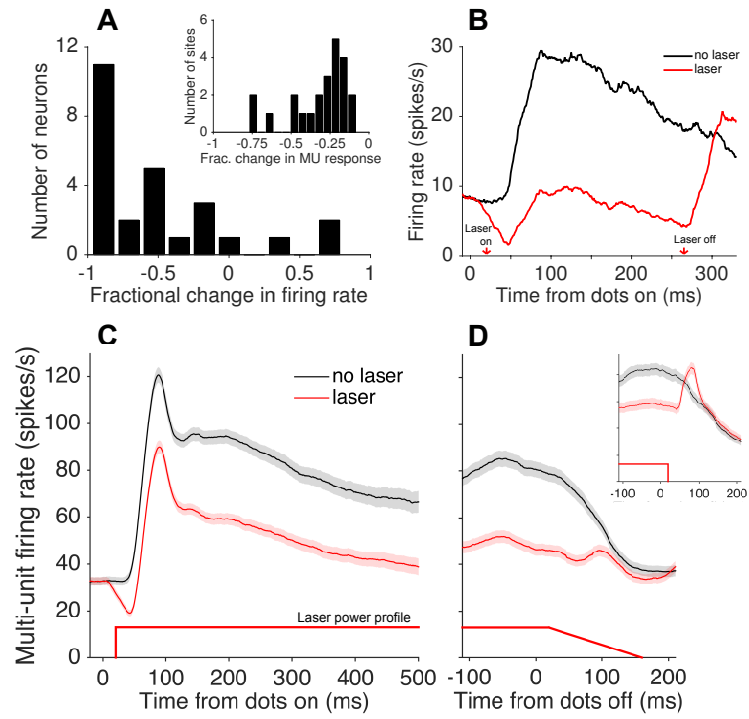 A
Number of neurons
12
8
4
0
-1
-0.5
0
0.5
1
Fractional change in firing rate
Number of sites
6
4
2
0
-1
-0.75
-0.5
-0.25
0
Frac. change in MU response
B
Firing rate (spikes/s)
30
20
10
0
no laser
laser
Laser
on
Laser off
0
100
200
300
Time from dots on (ms)
C
Multi-unit firing rate (spikes/s)
120
100
80
60
40
20
0
no laser
laser
Laser power profile
0
100
200
300
400
500
Time from dots on (ms)
D
-100
0
100
200
Time from dots off (ms)
-100
0
100
200